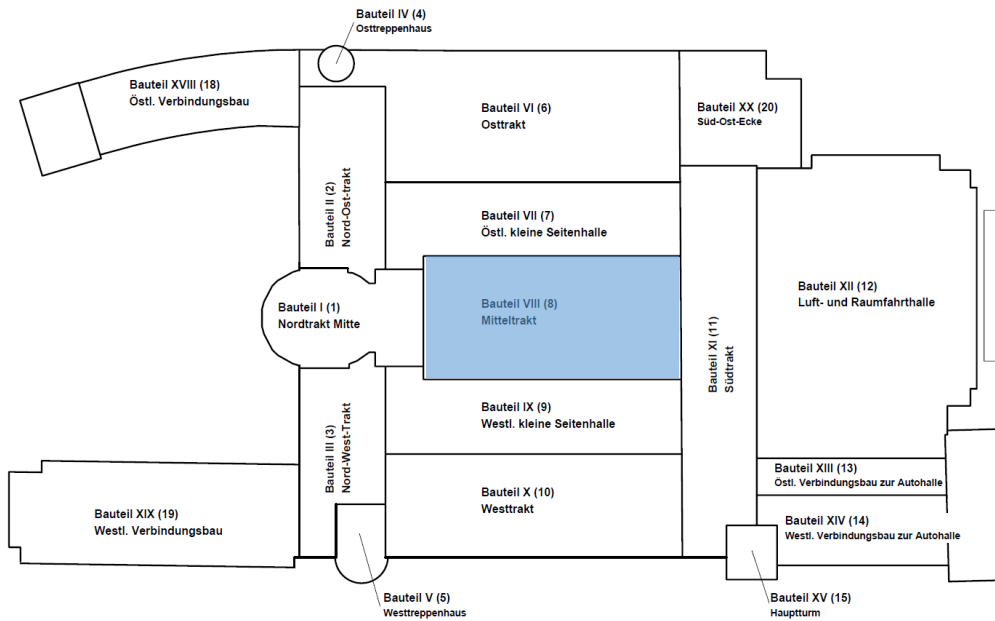 Bauteil IV (4)
Osttreppenhaus
Bauteil XVIII (18)
Östl. Verbindungsbau
Bauteil VI (6)
Osttrakt
Bauteil XX (20)
Süd-Ost-Ecke
Bauteil II (2)
Nord-Ost-trakt
Bauteil VII (7)
Östl. kleine Seitenhalle
Bauteil I (1)
Nordtrakt Mitte
Bauteil VIII (8)
Mitteltrakt
Bauteil XI (11)
Südtrakt
Bauteil XII (12)
Luft- und Raumfahrthalle
Bauteil III (3)
Nord-West-Trakt
Bauteil IX (9)
Westl. kleine Seitenhalle
Bauteil XIII (13)
Östl. Verbindungsbau zur Autohalle
Bauteil XIX (19)
Westl. Verbindungsbau
Bauteil X (10)
Westtrakt
Bauteil XIV (14)
Westl. Verbindungsbau zur Autohalle
Bauteil V (5)
Westtreppenhaus
Bauteil XV (15)
Hauptturm